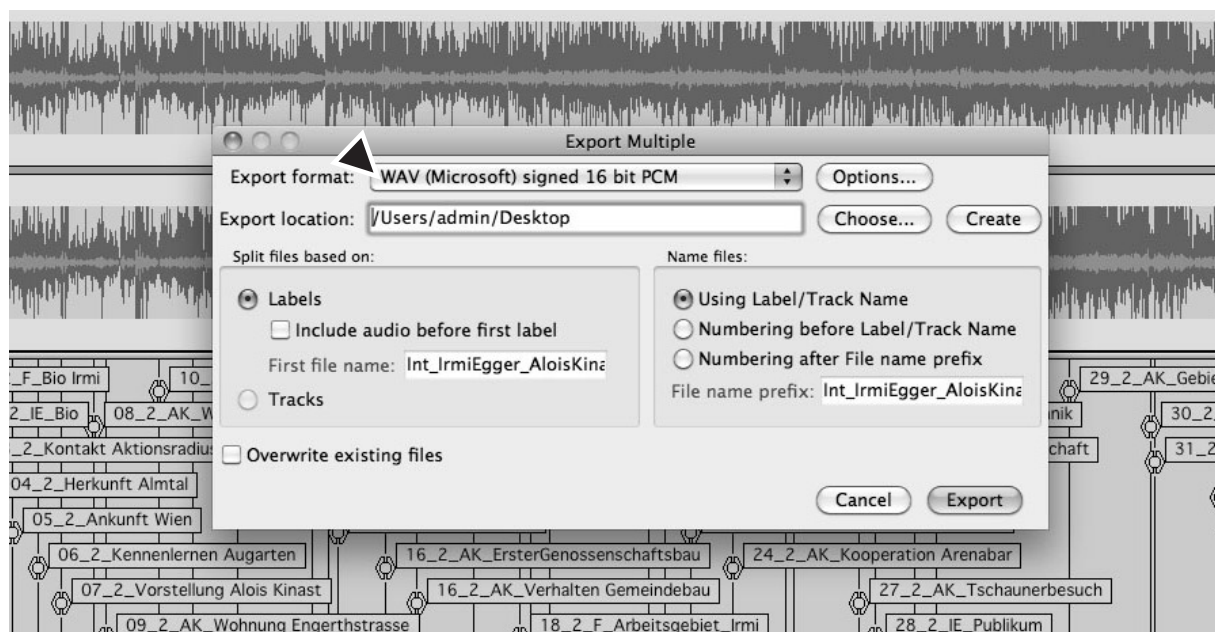 Export Multiple
Export format: WAV (Microsoft) signed 16 bit PCM Options...
Export location: /Users/admin/Desktop Choose... Create
Split files based on:
Labels
Include audio before first label
First file name: Int_IrmiEgger_AloisKina
Tracks
Name files:
Using Label/Track Name
Numbering before Label/Track Name
Numbering after File name prefix
File name prefix: Int_IrmiEgger_AloisKina
Overwrite existing files
Cancel Export
_F_Bio Irmi
10_
29_2_AK_Gebie
2_IE_Bio
08_2_AK_W
nik
30_2_
_2_Kontakt Aktionsradius
chaft
31_2
04_2_Herkunft Almtal
05_2_Ankunft Wien
06_2_Kennenlernen Augarten
16_2_AK_ErsterGenossenschaftsbau
24_2_AK_Kooperation Arenabar
07_2_Vorstellung Alois Kinast
16_2_AK_Verhalten Gemeindebau
27_2_AK_Tschaunerbesuch
09_2_AK_Wohnung Engerthstrasse
18_2_F_Arbeitsgebiet_Irmi
28_2_IE_Publikum